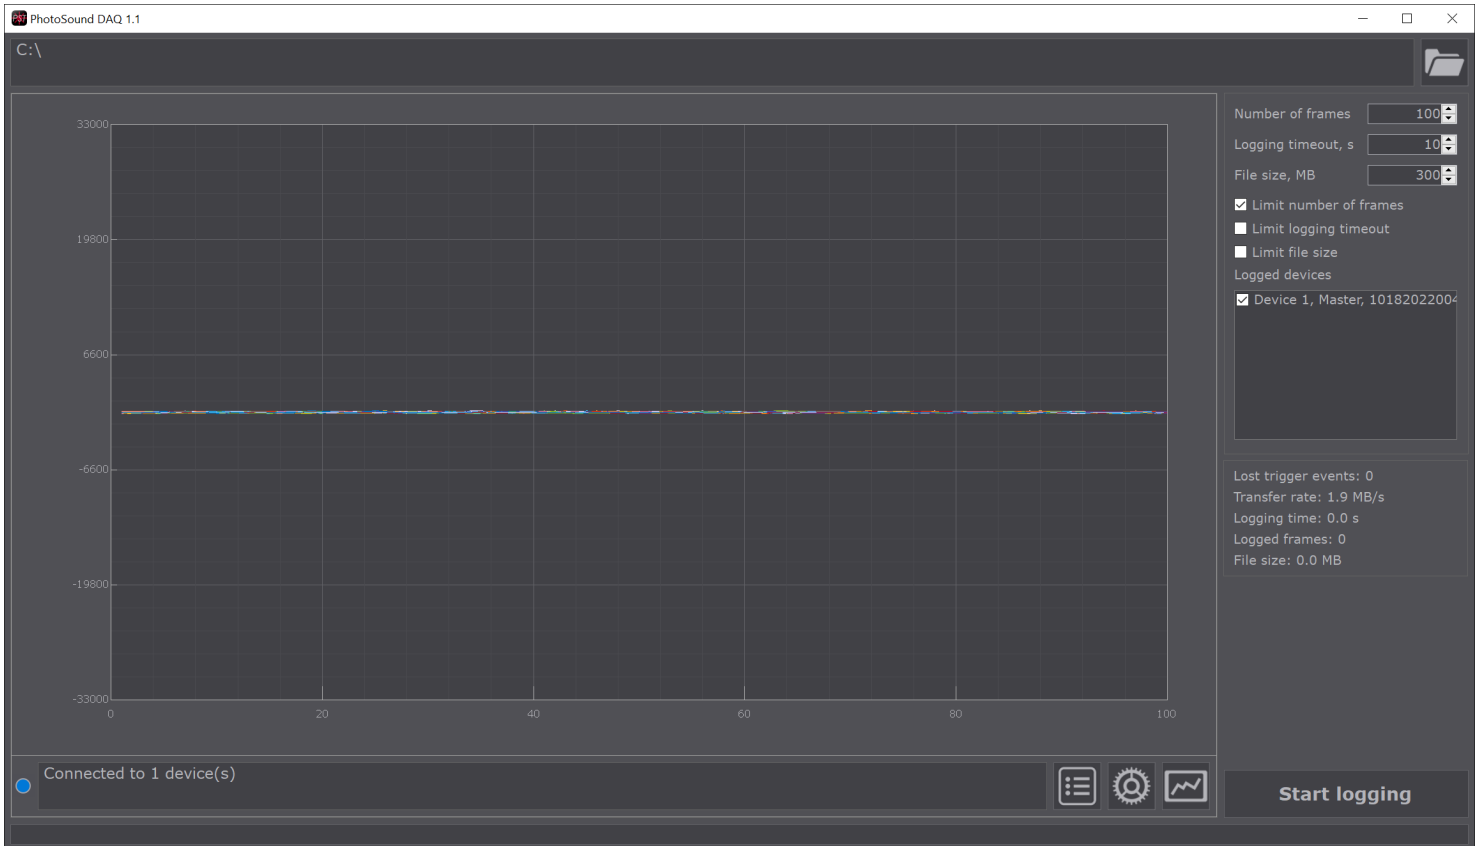 PST PhotoSound DAQ 1.1
C:\
33000
19800
6600
-6600
-19800
-33000
0 20 40 60 80 100
Number of frames 100
Logging timeout, s 10
File size, MB 300
Limit number of frames
Limit logging timeout
Limit file size
Logged devices
Device 1, Master, 10182022004
Lost trigger events: 0
Transfer rate: 1.9 MB/s
Logging time: 0.0 s
Logged frames: 0
File size: 0.0 MB
Connected to 1 device(s)
Start logging